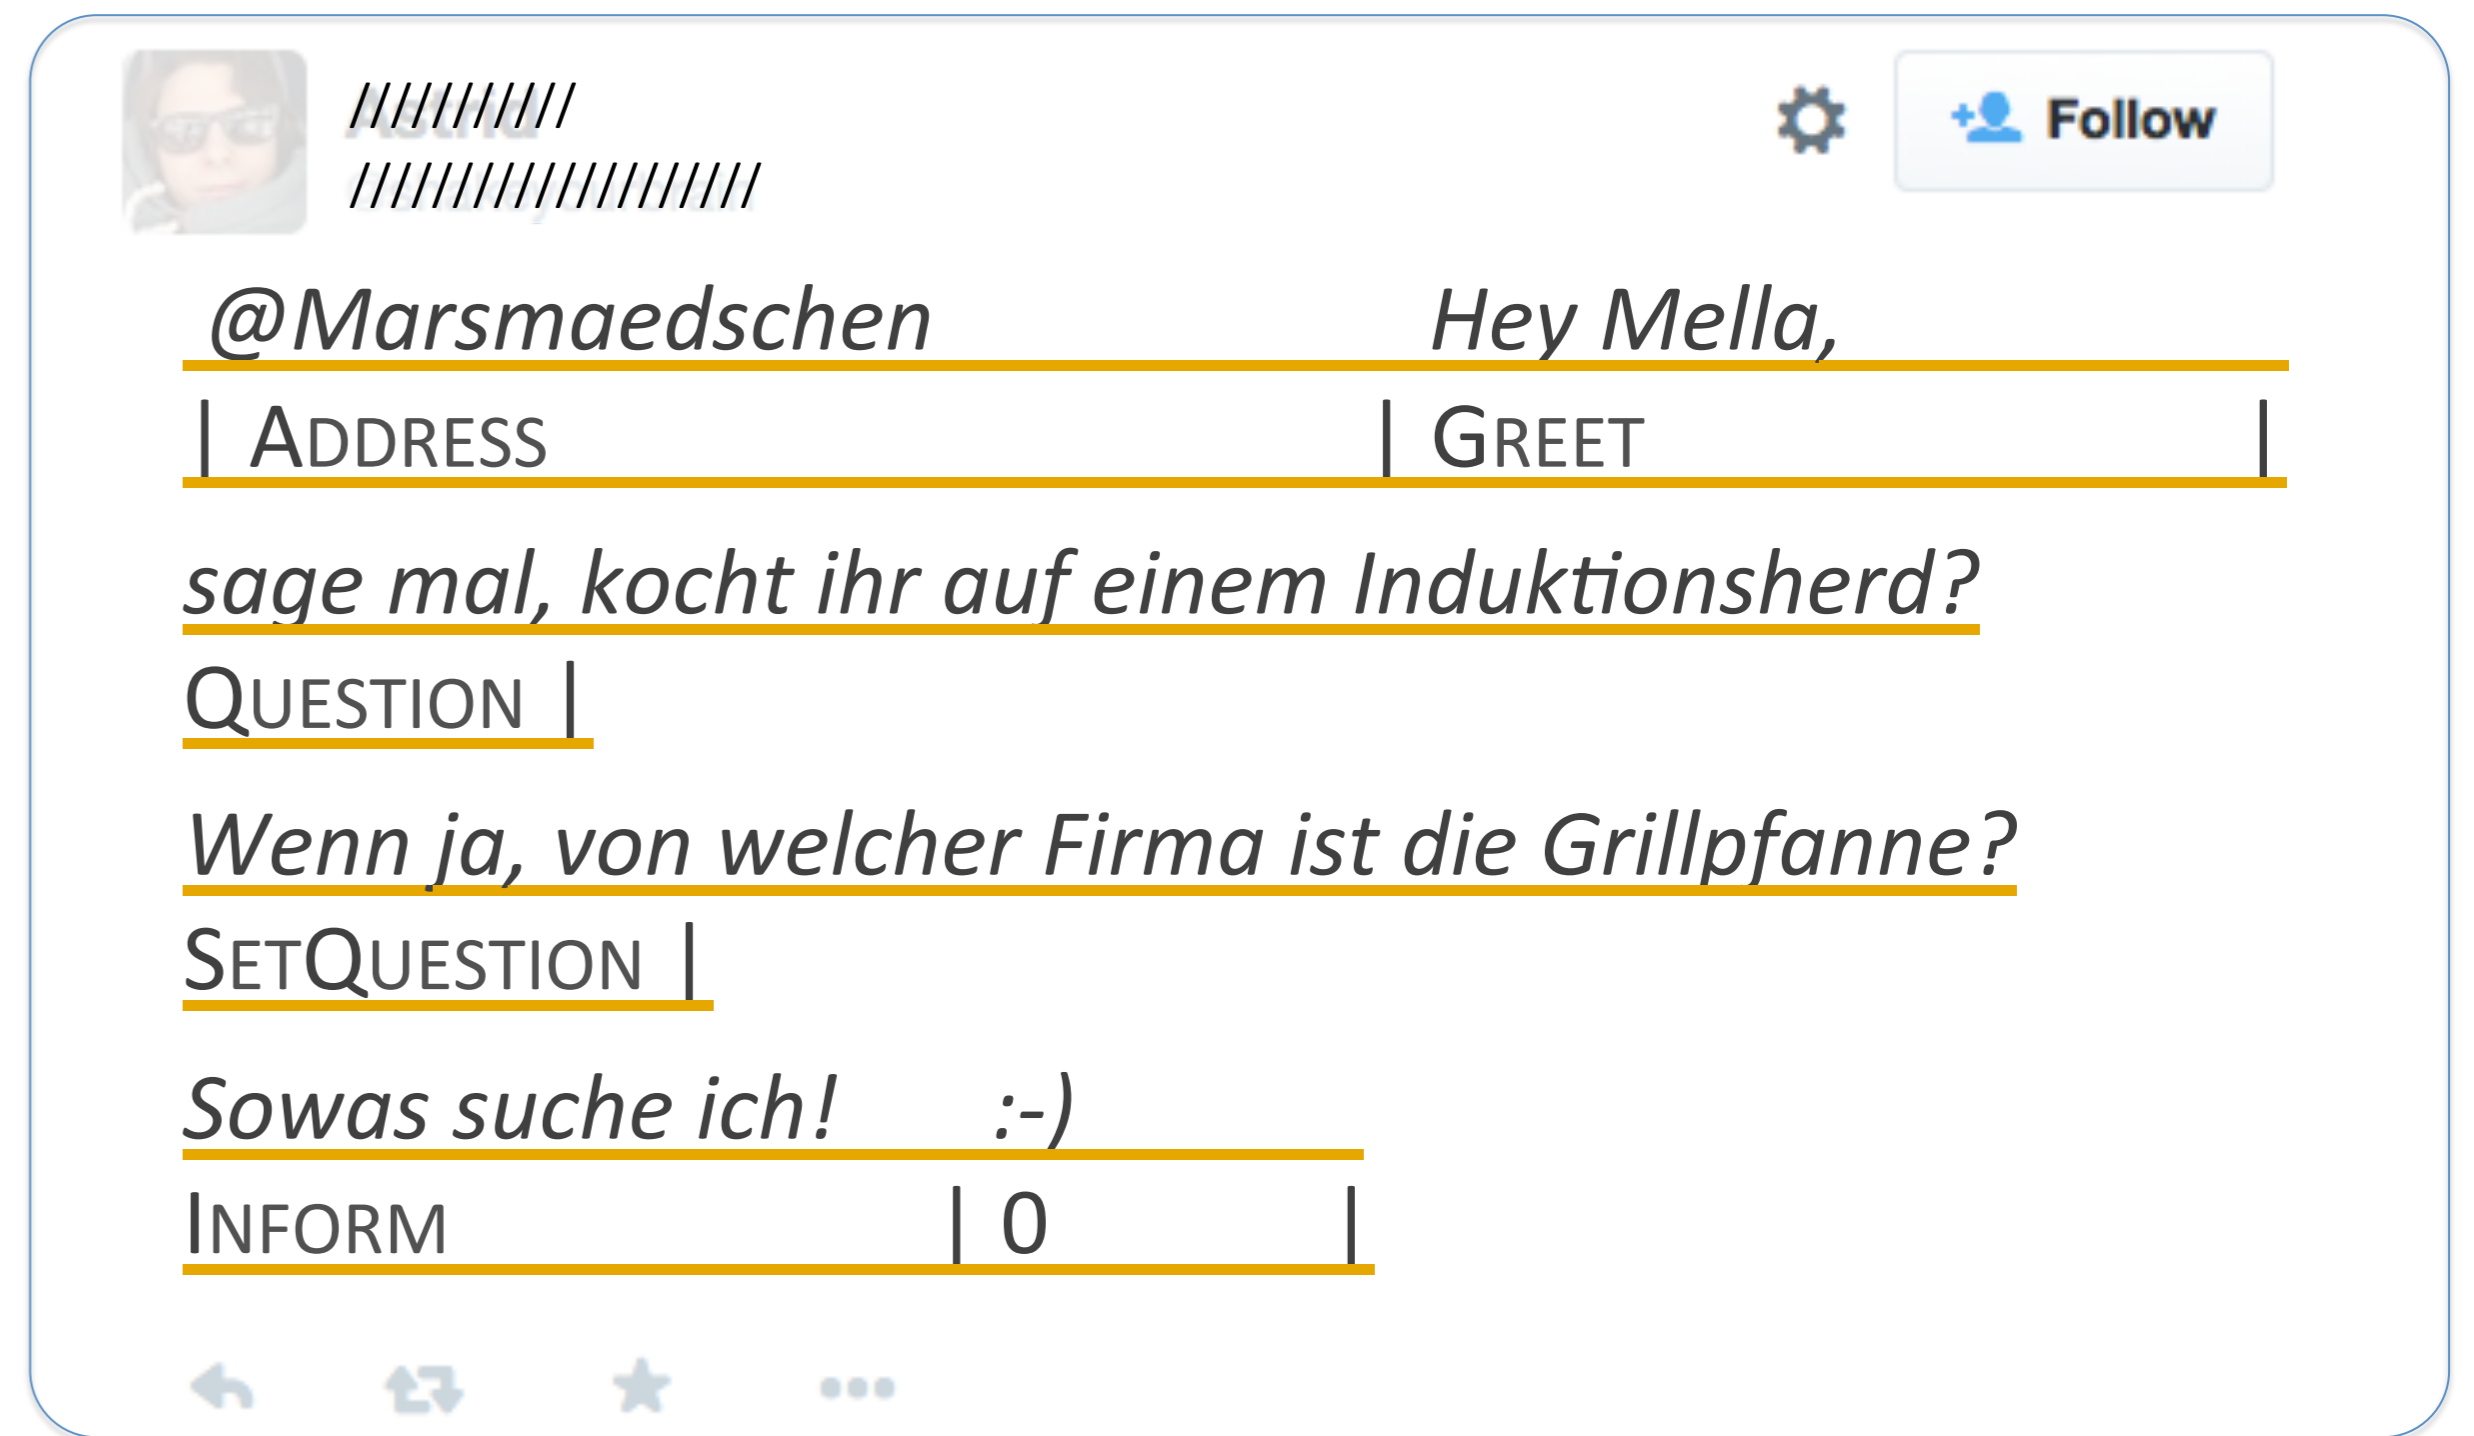 ////////////
Follow
////////////////////
@Marsmaedschen Hey Mella,
| ADDRESS | GREET |
sage mal, kocht ihr auf einem Induktionsherd?
QUESTION |
Wenn ja, von welcher Firma ist die Grillpfanne?
SETQUESTION |
Sowas suche ich! :-)
INFORM | 0 |